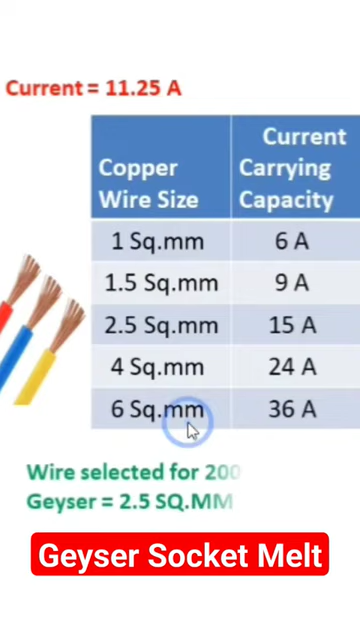 Current = 11.25 A
Copper Wire Size
Current Carrying Capacity
1 Sq.mm 6 A
1.5 Sq.mm 9 A
2.5 Sq.mm 15 A
4 Sq.mm 24 A
6 Sq.mm 36 A
Wire selected for
Geyser = 2.5 SQ.MM
Geyser Socket Melt